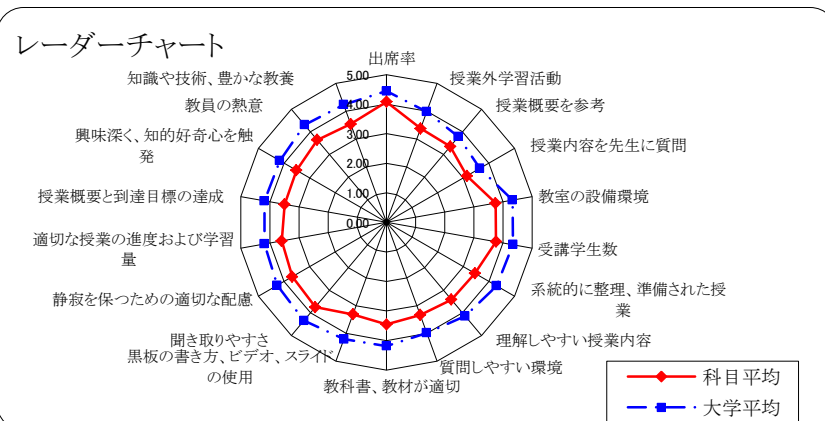 レーダーチャート
出席率
授業外学習活動
授業概要を参考
授業内容を先生に質問
教室の設備環境
受講学生数
系統的に整理、準備された授
業
理解しやすい授業内容
質問しやすい環境
教科書、教材が適切
黒板の書き方、ビデオ、スライド
の使用
聞き取りやすさ
静寂を保つための適切な配慮
適切な授業の進度および学習
量
授業概要と到達目標の達成
興味深く、知的好奇心を触
発
教員の熱意
知識や技術、豊かな教養
5.00
4.00
3.00
2.00
1.00
0.00
科目平均
大学平均